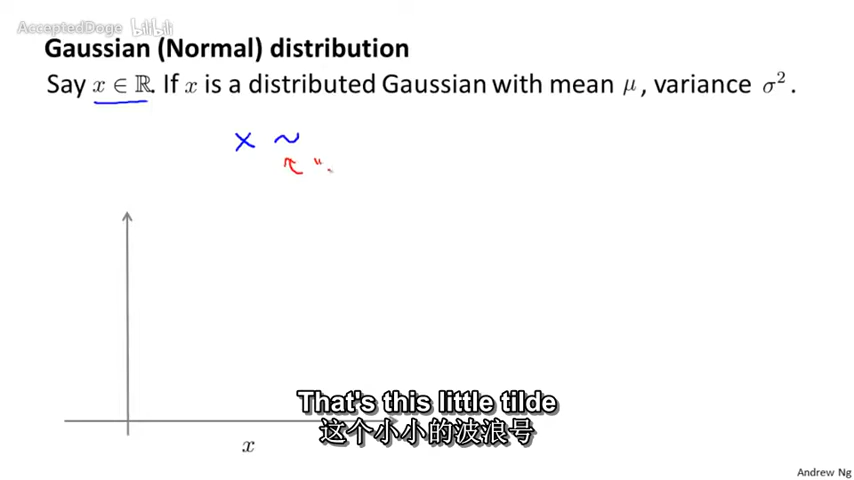 AcceptedDoge bilibili
Gaussian (Normal) distribution
Say x ∈ ℝ. If x is a distributed Gaussian with mean μ, variance σ².
x ~
x
That's this little tilde
这个小小的波浪号
Andrew Ng